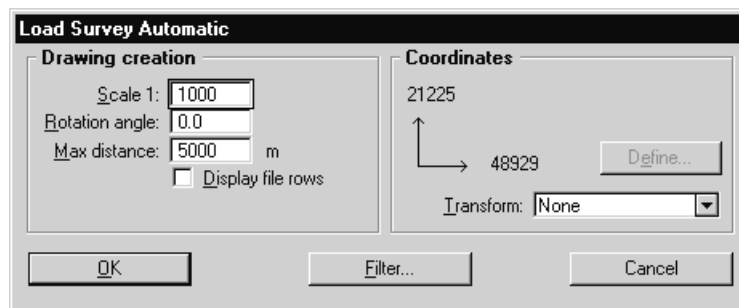 Load Survey Automatic
Drawing creation
Scale 1: 1000
Rotation angle: 0.0
Max distance: 5000 m
Display file rows
Coordinates
21225
48929
Define...
Transform: None
OK
Filter...
Cancel